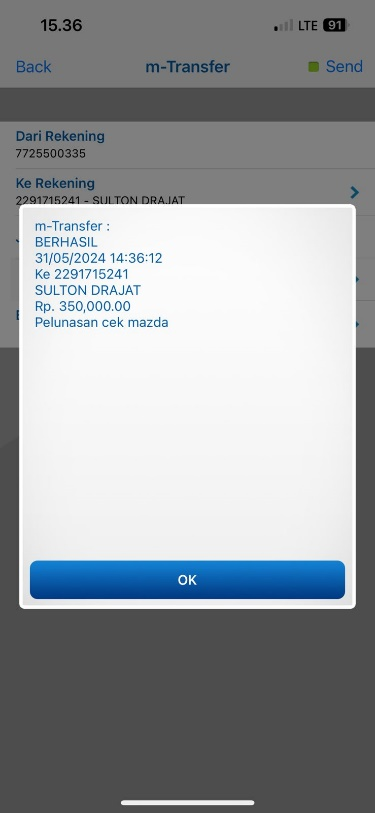 15.36
LTE 91
Back m-Transfer Send
Dari Rekening
7725500335
Ke Rekening
2291715241 - SULTON DRAJAT
m-Transfer :
BERHASIL
31/05/2024 14:36:12
Ke 2291715241
SULTON DRAJAT
Rp. 350,000.00
Pelunasan cek mazda
OK